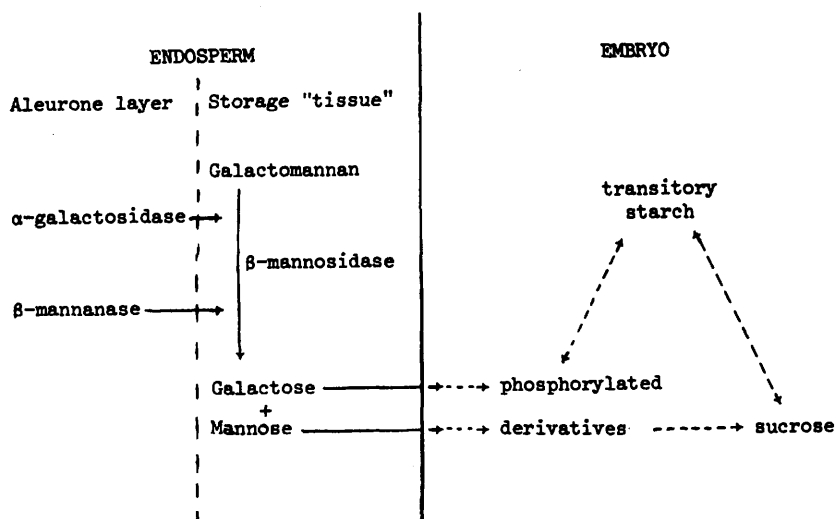 ENDOSPERM
EMBRYO
Aleurone layer
Storage "tissue"
Galactomannan
transitory
starch
α-galactosidase
β-mannosidase
β-mannanase
Galactose
phosphorylated
+
Mannose
derivatives
sucrose